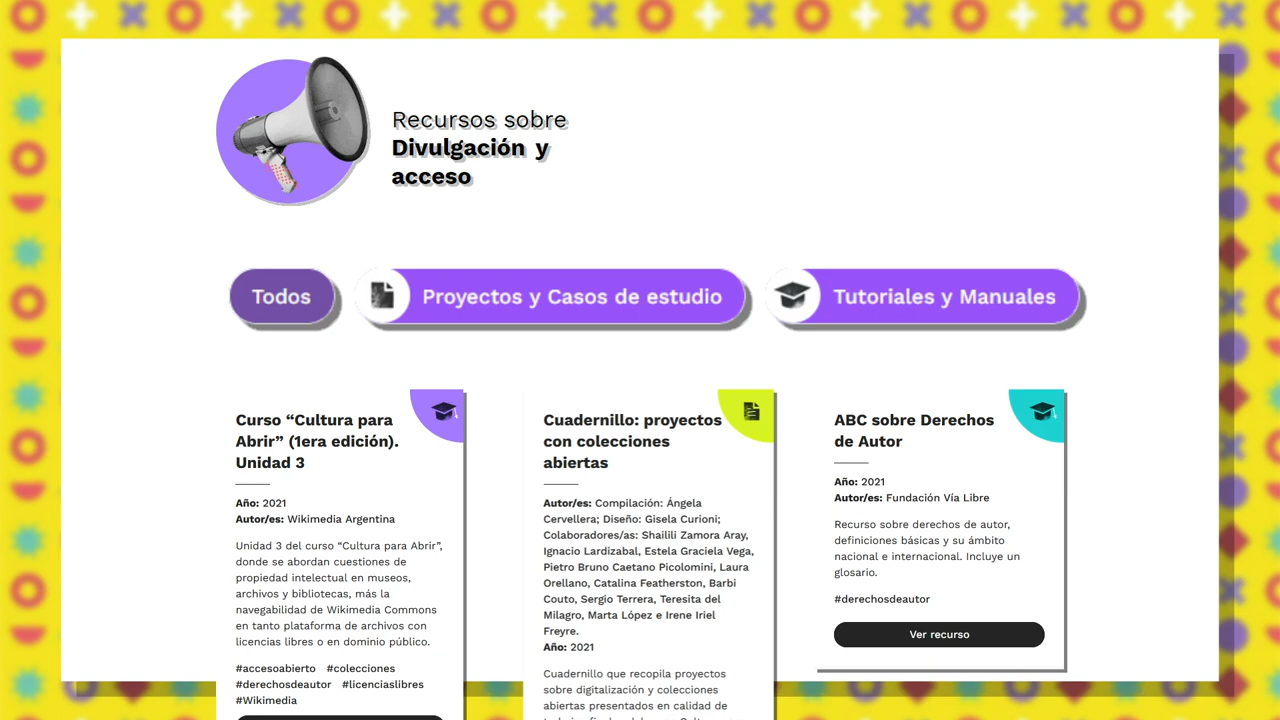 Recursos sobre
Divulgación y
acceso
Todos
Proyectos y Casos de estudio
Tutoriales y Manuales
Curso “Cultura para
Abrir” (1era edición).
Unidad 3
Año: 2021
Autor/es: Wikimedia Argentina
Unidad 3 del curso “Cultura para Abrir”,
donde se abordan cuestiones de
propiedad intelectual en museos,
archivos y bibliotecas, más la
navegabilidad de Wikimedia Commons
en tanto plataforma de archivos con
licencias libres o en dominio público.
#accesoabierto #colecciones
#derechosdeautor #licenciaslibres
#Wikimedia
Cuadernillo: proyectos
con colecciones
abiertas
Autor/es: Compilación: Ángela
Cervellera; Diseño: Gisela Curioni;
Colaboradores/as: Shailili Zamora Aray,
Ignacio Lardizabal, Estela Graciela Vega,
Pietro Bruno Caetano Picolomini, Laura
Orellano, Catalina Featherston, Barbi
Couto, Sergio Terrera, Teresita del
Milagro, Marta López e Irene Iriel
Freyre.
Año: 2021
Cuadernillo que recopila proyectos
sobre digitalización y colecciones
abiertas presentados en calidad de
ABC sobre Derechos
de Autor
Año: 2021
Autor/es: Fundación Vía Libre
Recurso sobre derechos de autor,
definiciones básicas y su ámbito
nacional e internacional. Incluye un
glosario.
#derechosdeautor
Ver recurso